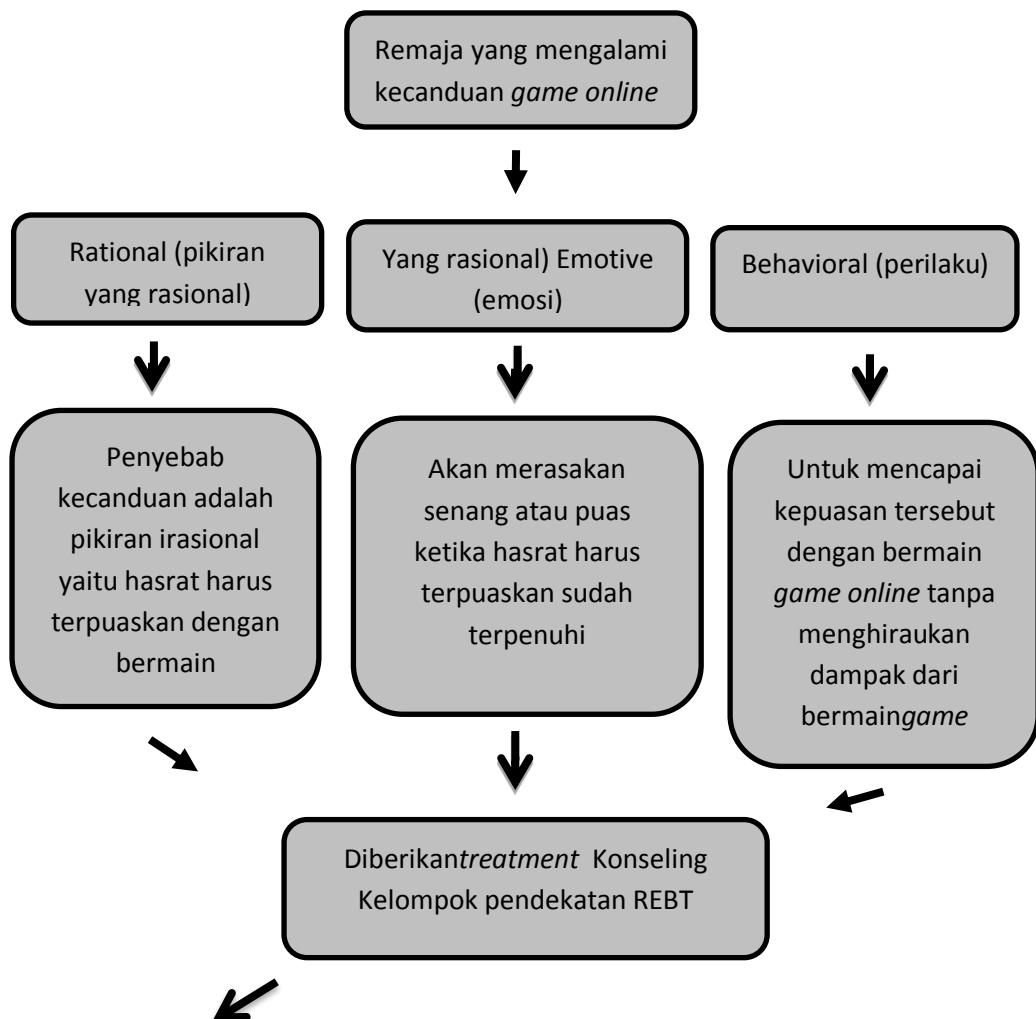 Remaja yang mengalami
kecanduan game online
Rational (pikiran
yang rasional)
Yang rasional) Emotive
(emosi)
Behavioral (perilaku)
Penyebab
kecanduan adalah
pikiran irasional
yaitu hasrat harus
terpuaskan dengan
bermain
Akan merasakan
senang atau puas
ketika hasrat harus
terpuaskan sudah
terpenuhi
Untuk mencapai
kepuasan tersebut
dengan bermain
game online tanpa
menghiraukan
dampak dari
bermaingame
Diberikantreatment Konseling
Kelompok pendekatan REBT